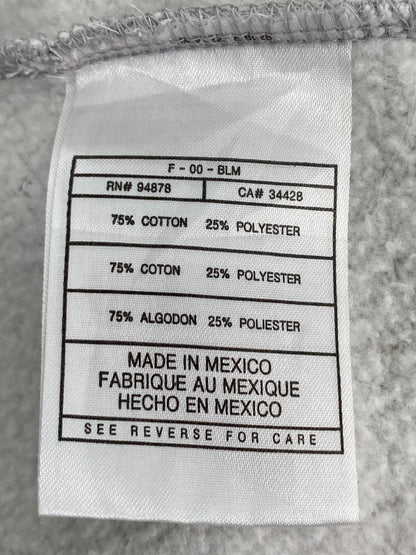 F - 00 - BLM
RN# 94878 CA# 34428
75% COTTON 25% POLYESTER
75% COTON 25% POLYESTER
75% ALGODON 25% POLIESTER
MADE IN MEXICO
FABRIQUE AU MEXIQUE
HECHO EN MEXICO
SEE REVERSE FOR CARE